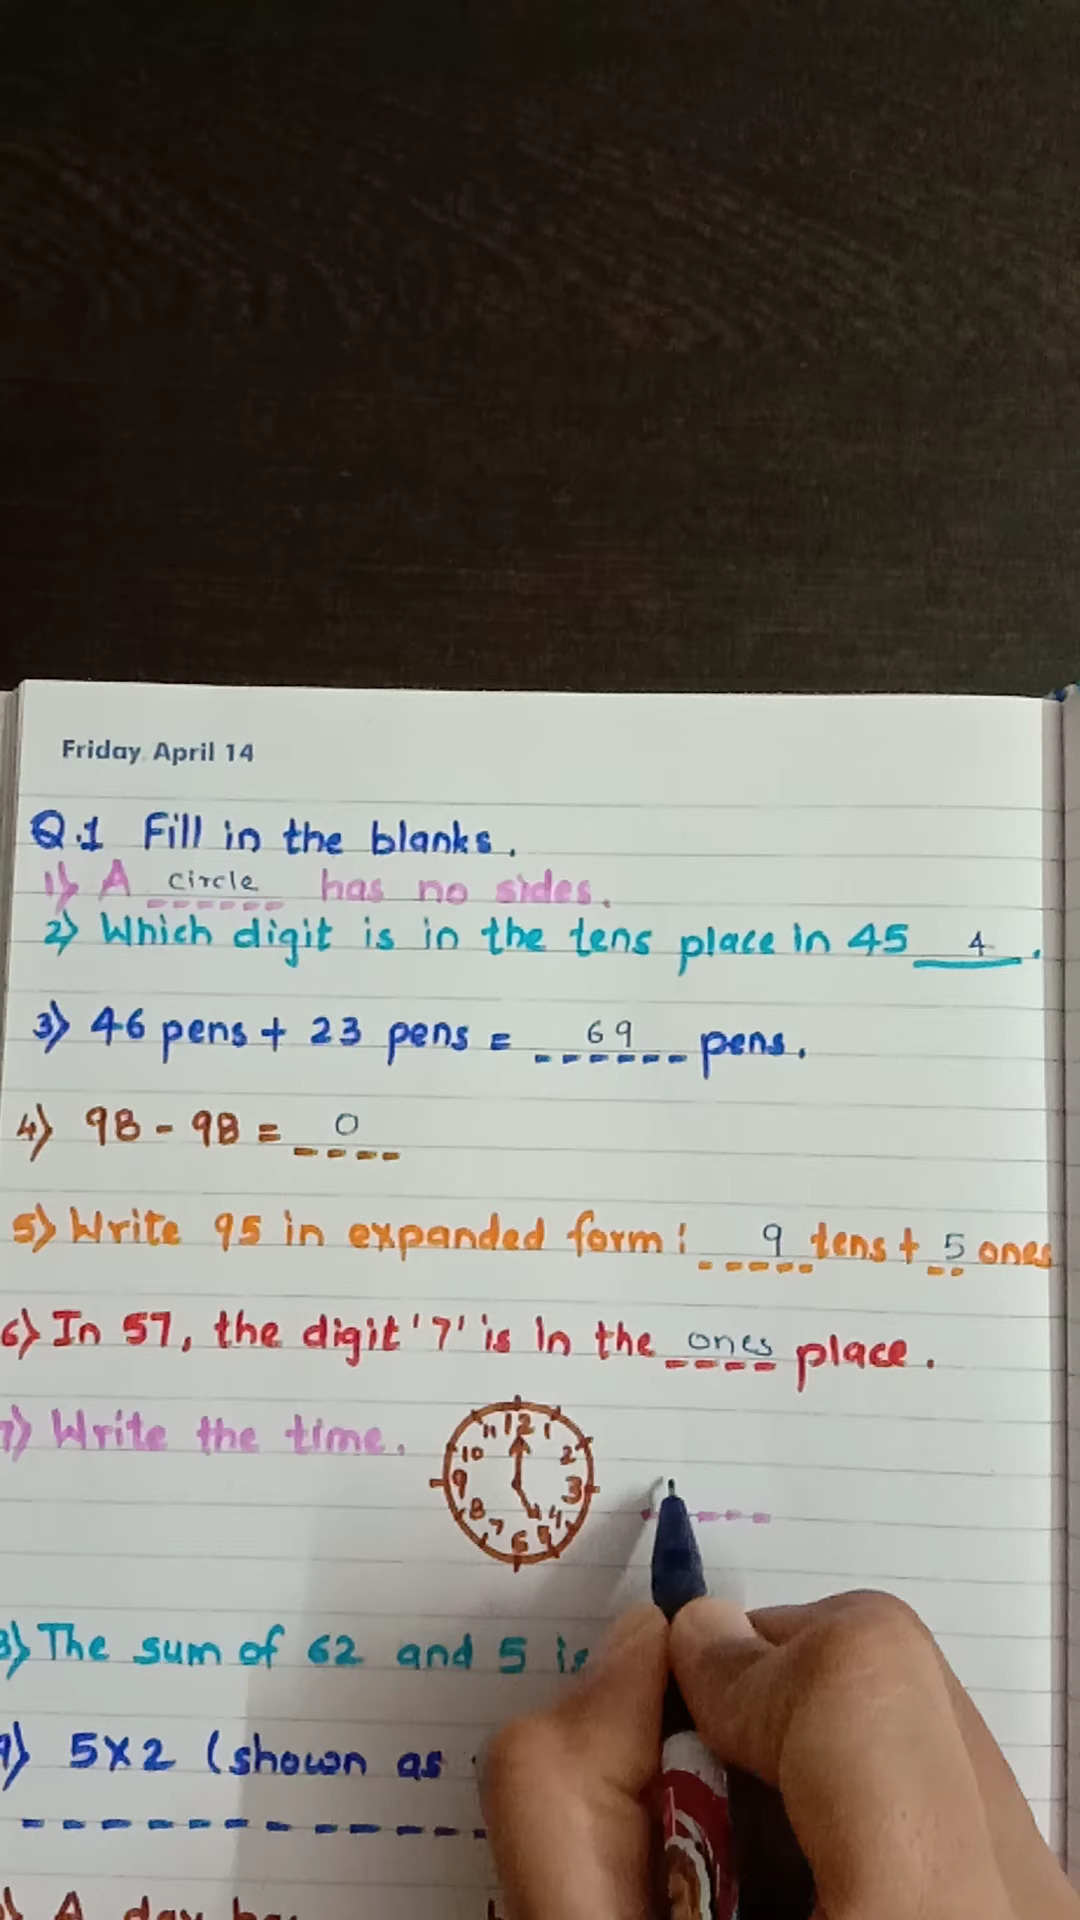 Friday, April 14
Q.1 Fill in the blanks.
1) A circle has no sides.
2) Which digit is in the tens place in 45 4.
3) 46 pens + 23 pens = 69 pens.
4) 98 - 98 = 0
5) Write 95 in expanded form: 9 tens + 5 ones
6) In 57, the digit '7' is in the ones place.
7) Write the time.
12 1 2 3 4 5 6 7 8 9 10 11
8) The sum of 62 and 5 is
9) 5x2 (shown as
A day